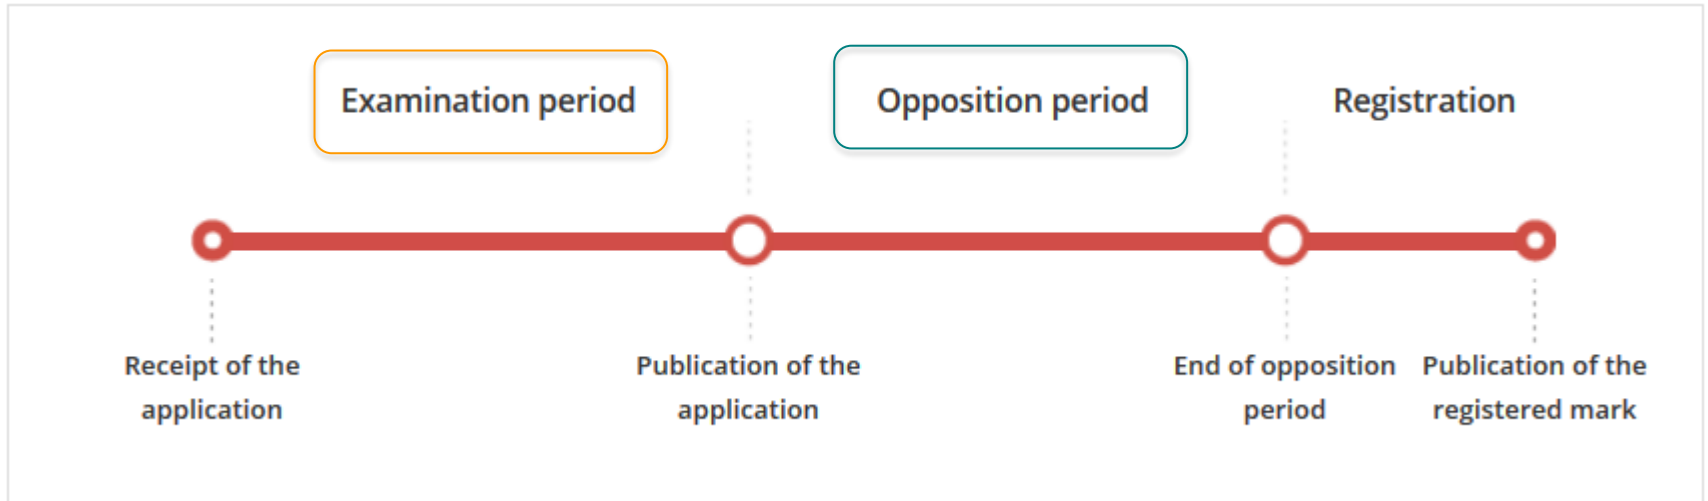 Examination period
Opposition period
Registration
Receipt of the
application
Publication of the
application
End of opposition
period
Publication of the
registered mark